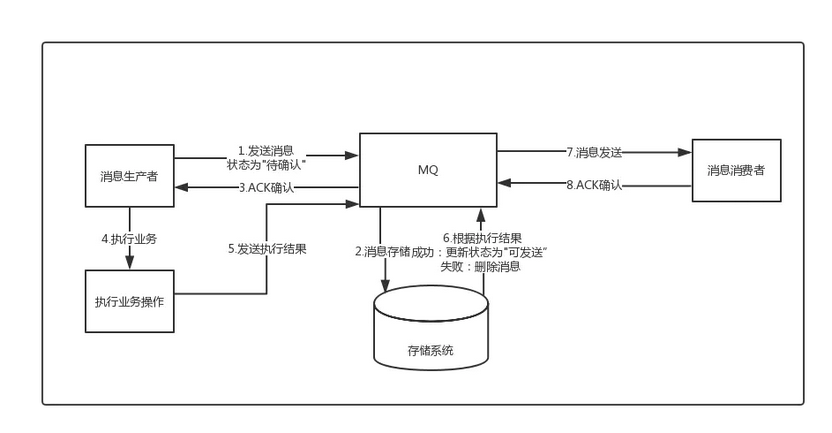 1.发送消息
状态为"待确认"
消息生产者
3.ACK确认
MQ
7.消息发送
8.ACK确认
消息消费者
4.执行业务
5.发送执行结果
2.消息存储
6.根据执行结果
成功：更新状态为"可发送"
失败：删除消息
执行业务操作
存储系统